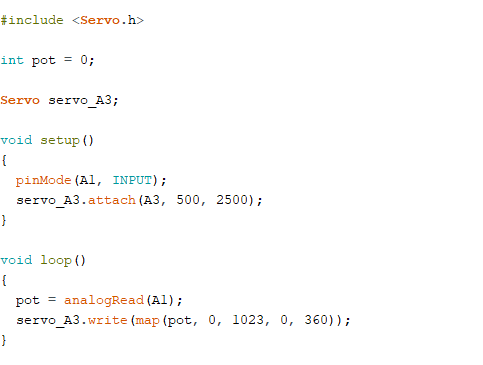 #include <Servo.h>

int pot = 0;

Servo servo_A3;

void setup()
{
  pinMode(A1, INPUT);
  servo_A3.attach(A3, 500, 2500);
}

void loop()
{
  pot = analogRead(A1);
  servo_A3.write(map(pot, 0, 1023, 0, 360));
}